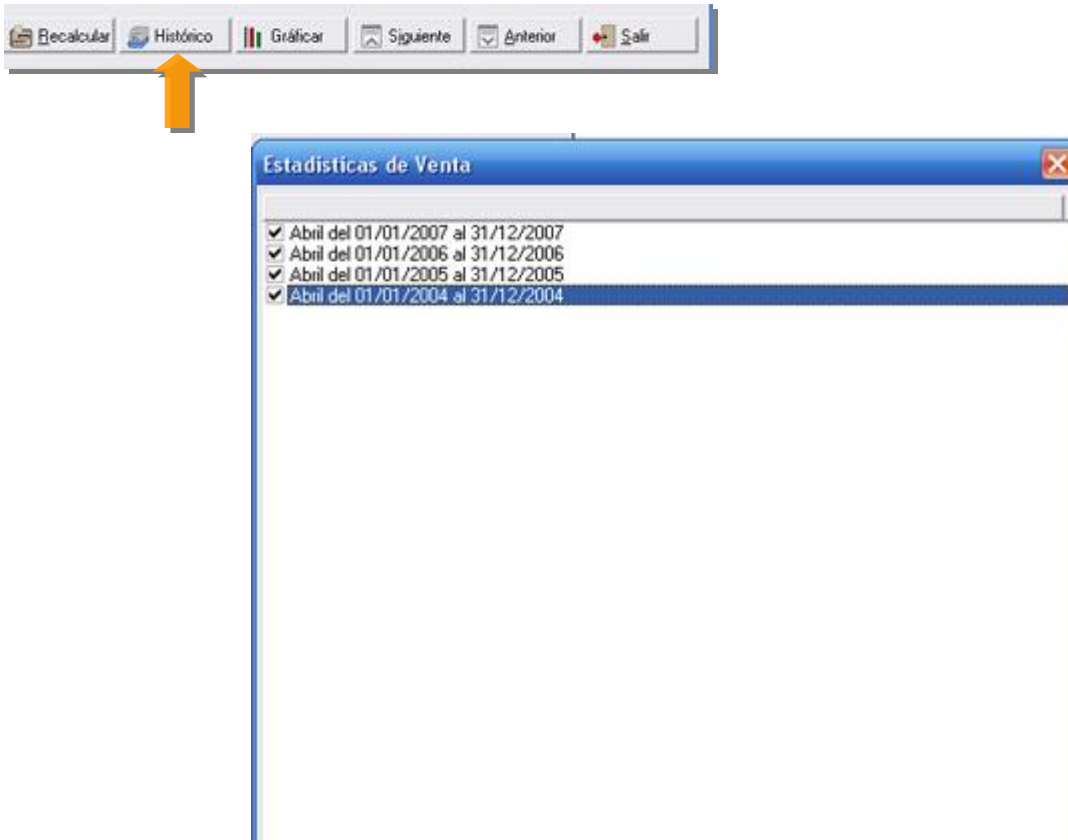 Recalcular Histórico Gráficar Siguiente Anterior Salir
Estadisticas de Venta
Abril del 01/01/2007 al 31/12/2007
Abril del 01/01/2006 al 31/12/2006
Abril del 01/01/2005 al 31/12/2005
Abril del 01/01/2004 al 31/12/2004